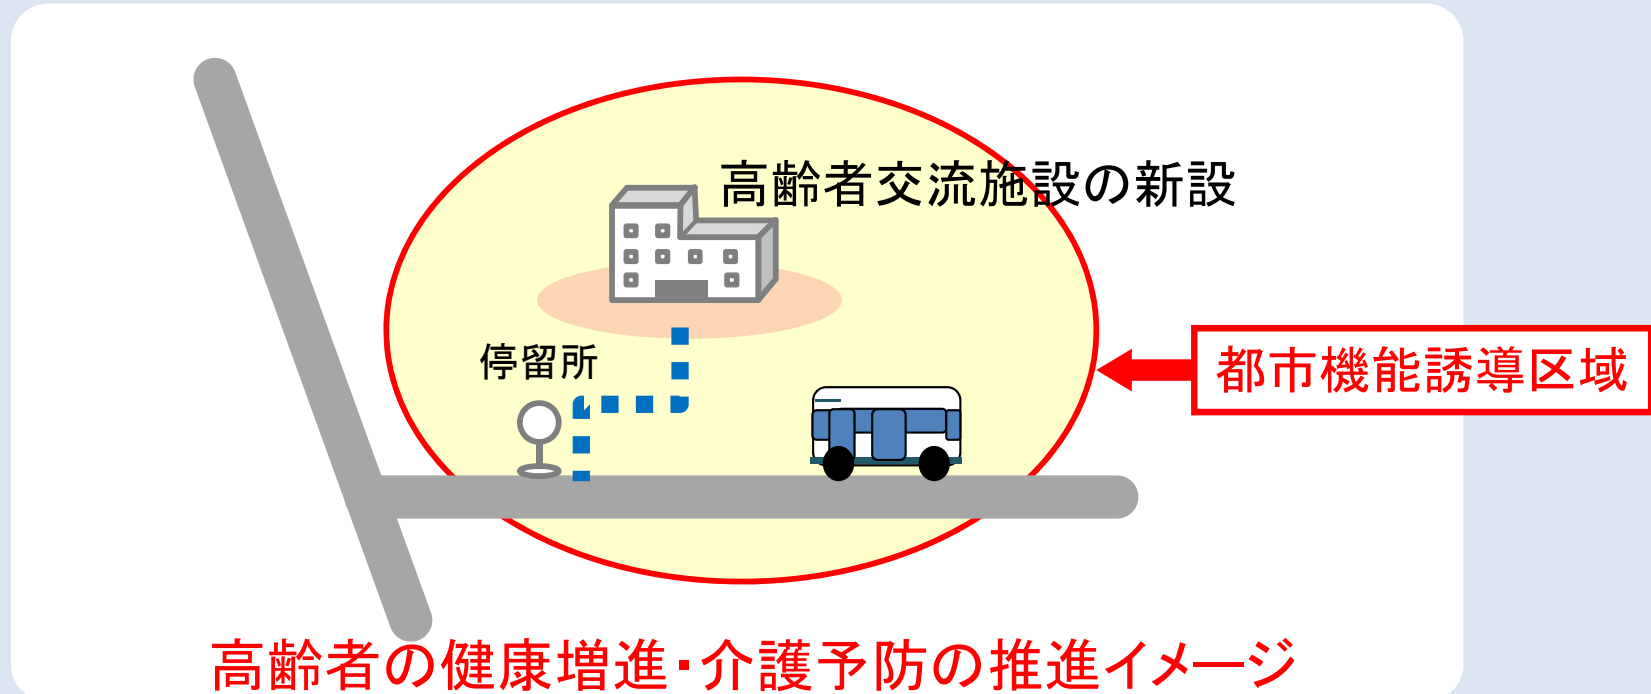 高齢者交流施設の新設
停留所
都市機能誘導区域
高齢者の健康増進・介護予防の推進イメージ